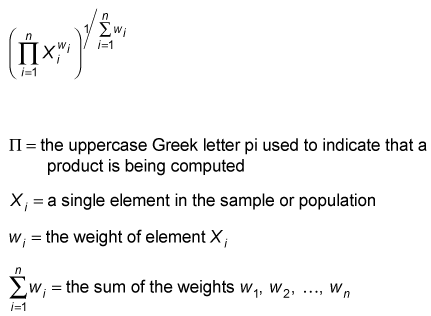 (∏_{i=1}^{n} X_i^{w_i})^{1/∑_{i=1}^{n} w_i}
Π = the uppercase Greek letter pi used to indicate that a
product is being computed
X_i = a single element in the sample or population
w_i = the weight of element X_i
∑_{i=1}^{n} w_i = the sum of the weights w_1, w_2, …, w_n